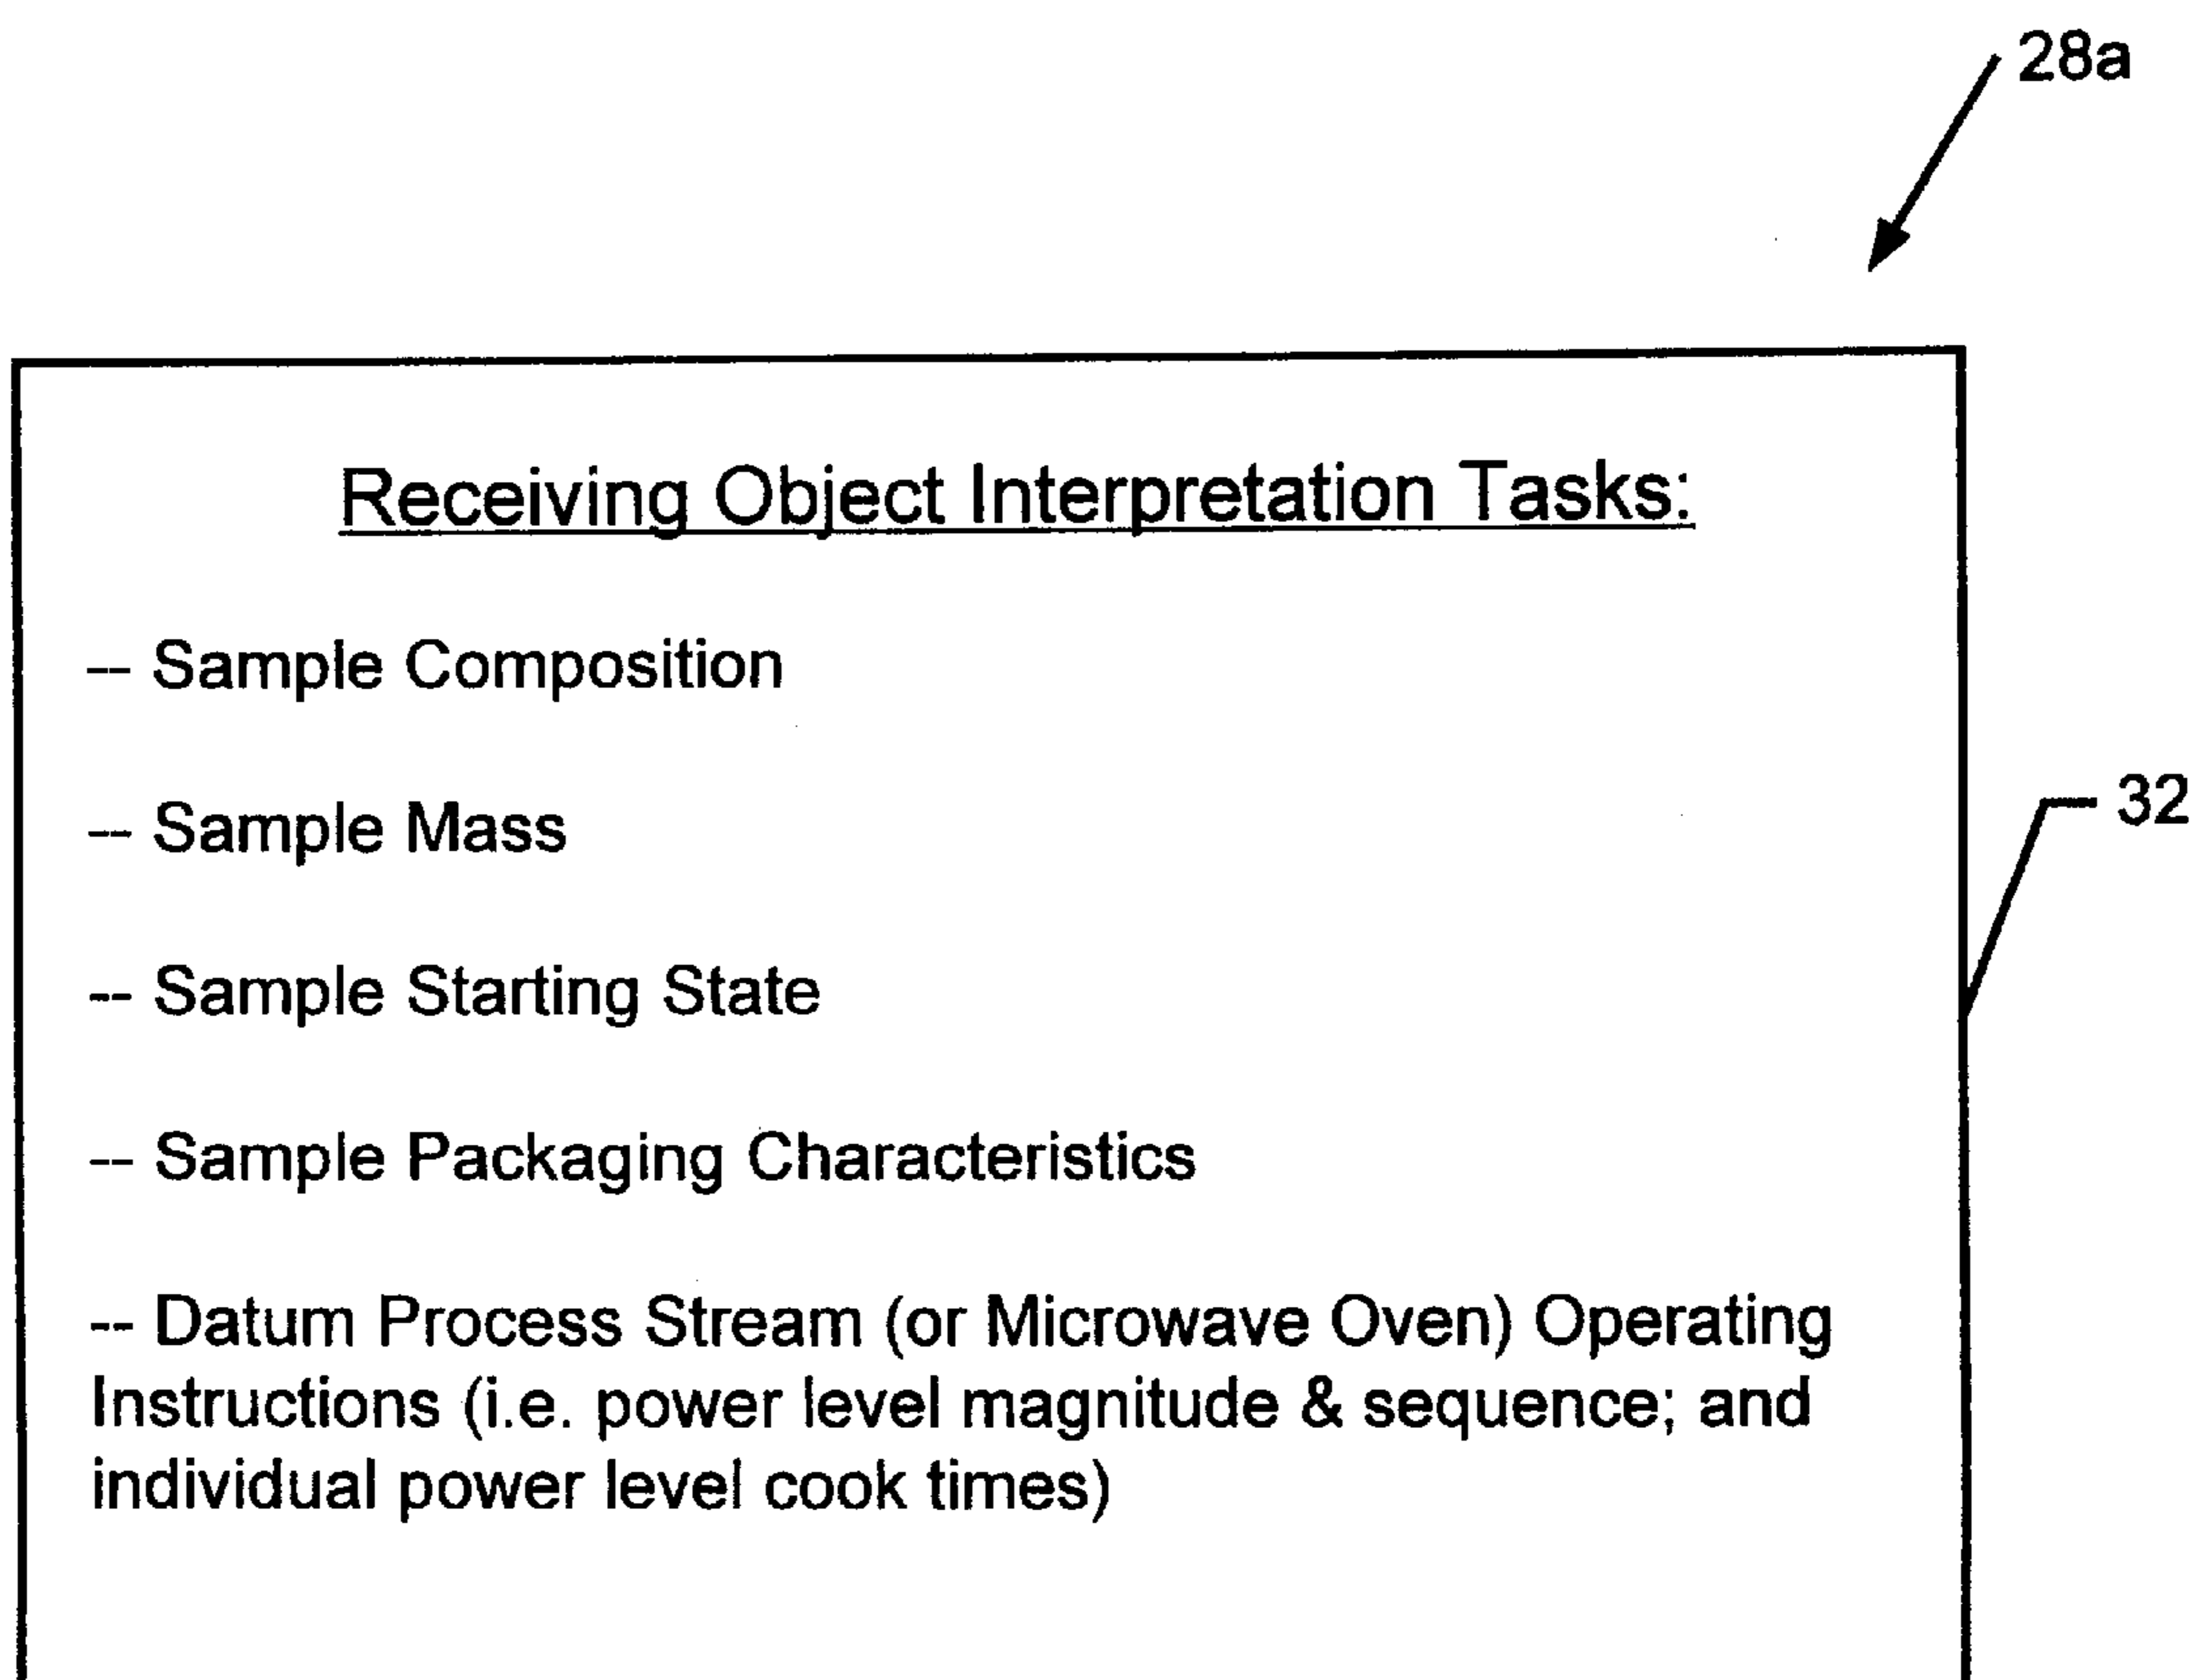 28a
Receiving Object Interpretation Tasks:
-- Sample Composition
-- Sample Mass
32
-- Sample Starting State
-- Sample Packaging Characteristics
-- Datum Process Stream (or Microwave Oven) Operating
Instructions (i.e. power level magnitude & sequence; and
individual power level cook times)